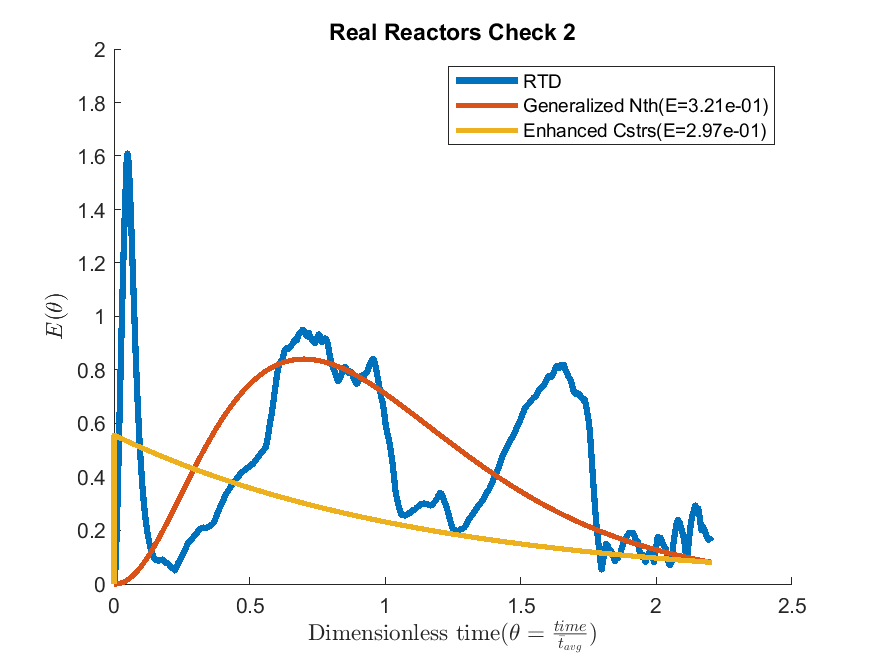 Real Reactors Check 2
RTD
Generalized Nth(E=3.21e-01)
Enhanced Cstrs(E=2.97e-01)
2
1.8
1.6
1.4
1.2
1
0.8
0.6
0.4
0.2
0
E(θ)
0 0.5 1 1.5 2 2.5
Dimensionless time(θ = time/t̄avg)